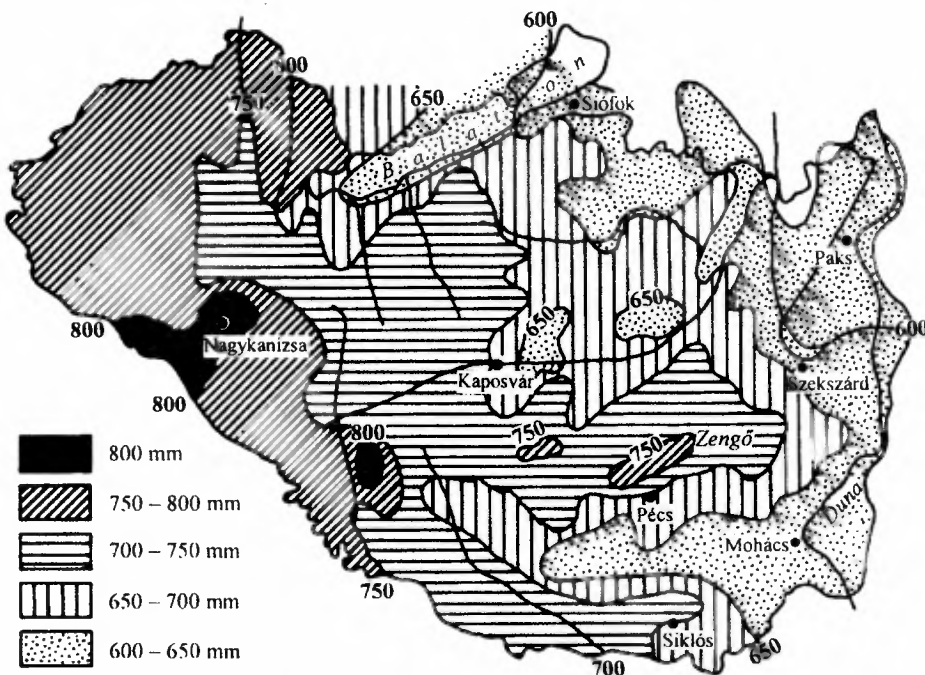 600
800
750
650
Balaton
Siófok
Paks
650
650
800
600
Nagykanizsa
Kaposvár
Szekszárd
800
800
750
Zengő
750
800 mm
750 – 800 mm
Pécs
Duna
Mohács
700 – 750 mm
750
650 – 700 mm
Siklós
650
600 – 650 mm
700